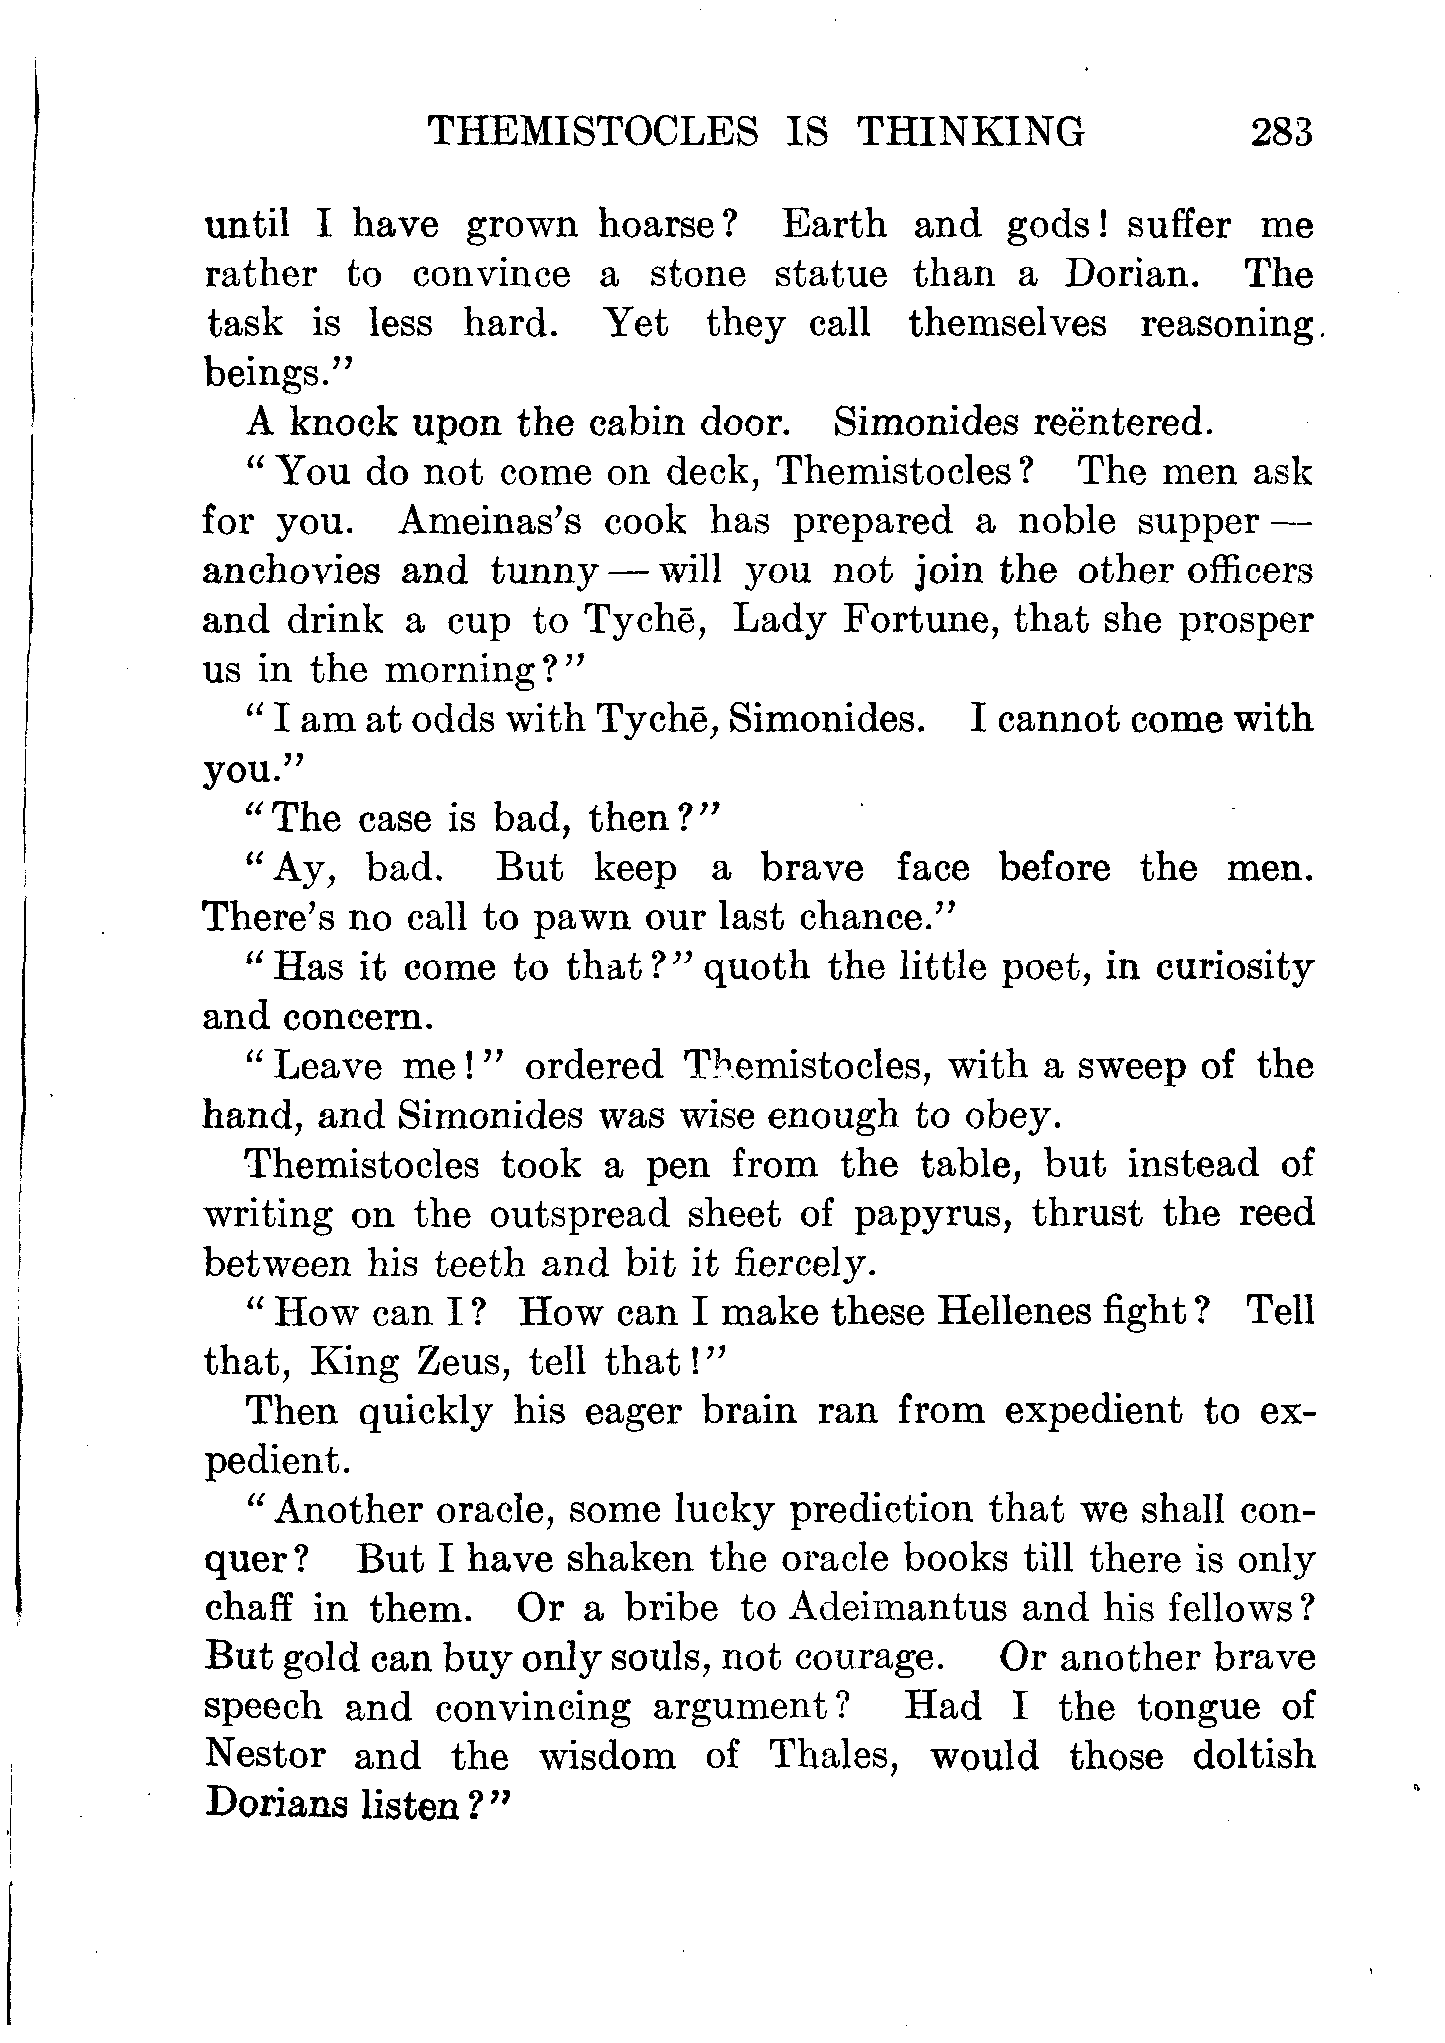 THEMISTOCLES IS THINKING 283
until I have grown hoarse? Earth and gods! suffer me
rather to convince a stone statue than a Dorian. The
task is less hard. Yet they call themselves reasoning
beings.”
A knock upon the cabin door. Simonides reëntered.
“You do not come on deck, Themistocles? The men ask
for you. Ameinas’s cook has prepared a noble supper —
anchovies and tunny — will you not join the other officers
and drink a cup to Tychē, Lady Fortune, that she prosper
us in the morning?”
“I am at odds with Tychē, Simonides. I cannot come with
you.”
“The case is bad, then?”
“Ay, bad. But keep a brave face before the men.
There’s no call to pawn our last chance.”
“Has it come to that?” quoth the little poet, in curiosity
and concern.
“Leave me!” ordered Themistocles, with a sweep of the
hand, and Simonides was wise enough to obey.
Themistocles took a pen from the table, but instead of
writing on the outspread sheet of papyrus, thrust the reed
between his teeth and bit it fiercely.
“How can I? How can I make these Hellenes fight? Tell
that, King Zeus, tell that!”
Then quickly his eager brain ran from expedient to ex-
pedient.
“Another oracle, some lucky prediction that we shall con-
quer? But I have shaken the oracle books till there is only
chaff in them. Or a bribe to Adeimantus and his fellows?
But gold can buy only souls, not courage. Or another brave
speech and convincing argument? Had I the tongue of
Nestor and the wisdom of Thales, would those doltish
Dorians listen?”